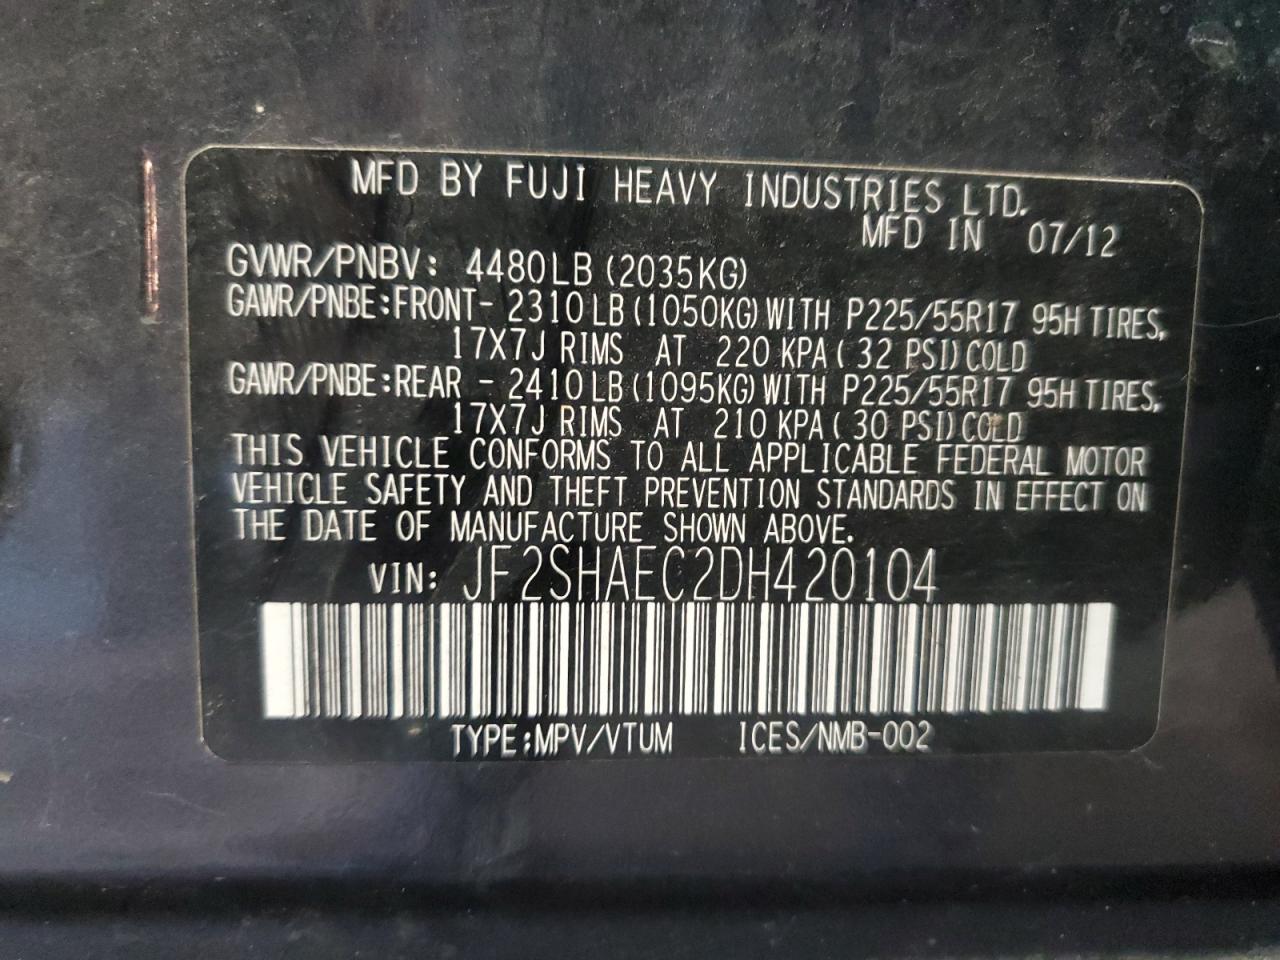 MFD BY FUJI HEAVY INDUSTRIES LTD.
MFD IN 07/12
GVWR/PNBV: 4480LB (2035KG)
GAWR/PNBE:FRONT- 2310LB (1050KG) WITH P225/55R17 95H TIRES,
17X7J RIMS AT 220 KPA ( 32 PSI) COLD
GAWR/PNBE:REAR - 2410LB (1095KG) WITH P225/55R17 95H TIRES,
17X7J RIMS AT 210 KPA ( 30 PSI) COLD
THIS VEHICLE CONFORMS TO ALL APPLICABLE FEDERAL MOTOR
VEHICLE SAFETY AND THEFT PREVENTION STANDARDS IN EFFECT ON
THE DATE OF MANUFACTURE SHOWN ABOVE.
VIN: JF2SHAEC2DH420104
TYPE:MPV/VTUM ICES/NMB-002